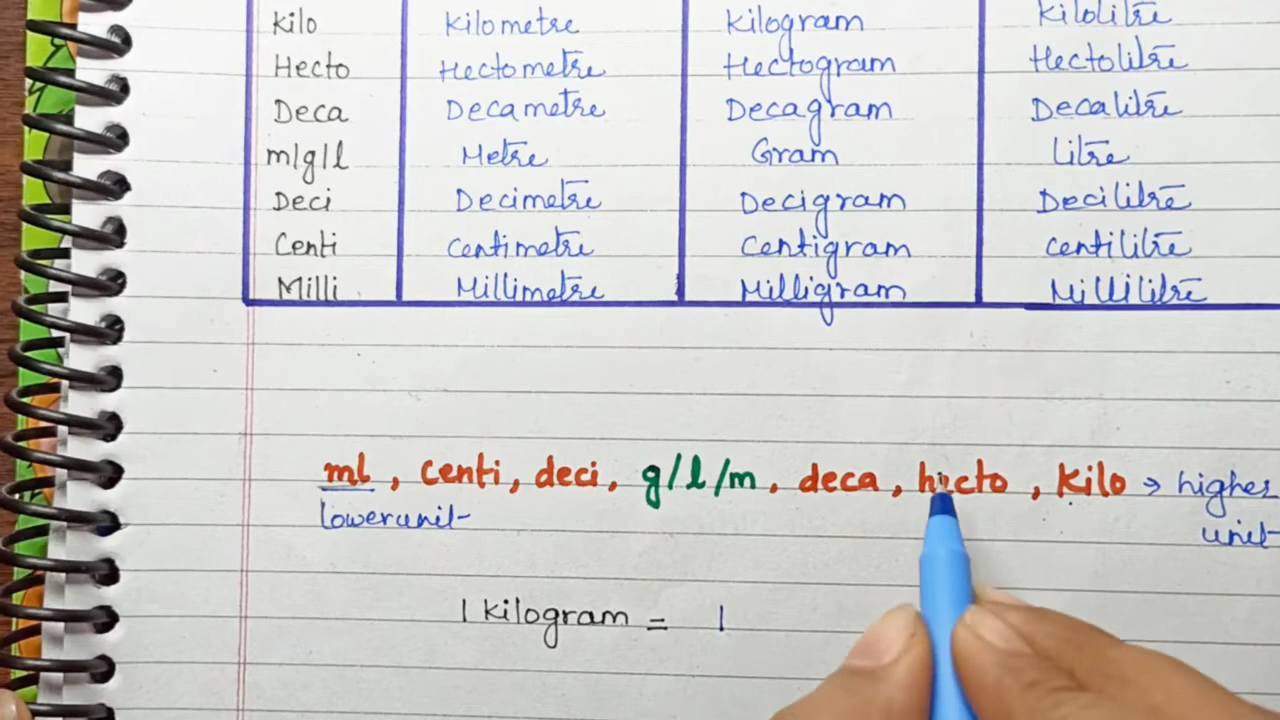 Kilo Kilometre Kilogram Kilolitre
Hecto Hectometre Hectogram Hectolitre
Deca Decametre Decagram Decalitre
m/g/l Metre Gram litre
Deci Decimetre Decigram Decilitre
Centi centimetre Centigram centilitre
Milli Millimetre Milligram Millilitre
ml, centi, deci, g/l/m, deca, hecto, Kilo → higher
lower unit unit
1 kilogram = 1